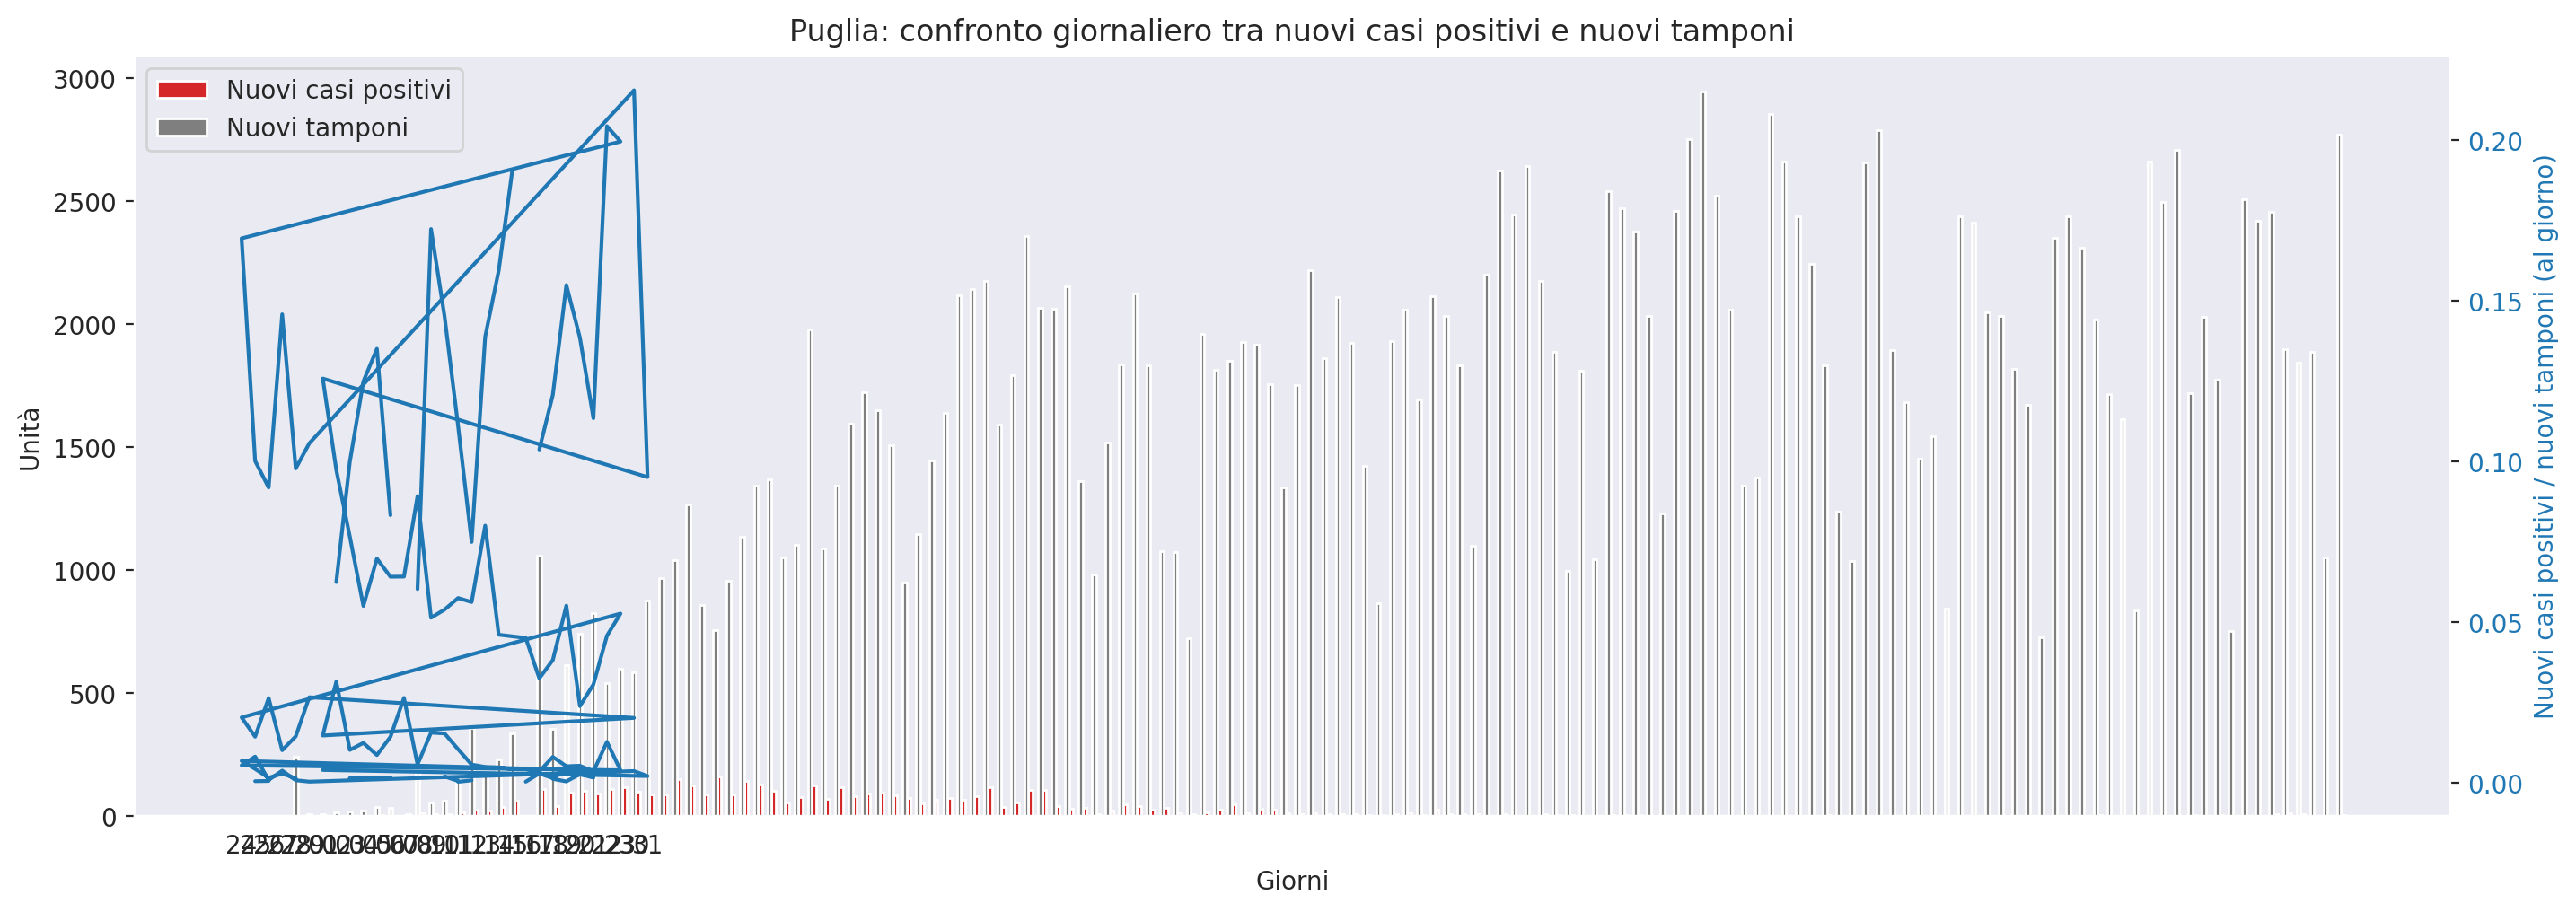 Puglia: confronto giornaliero tra nuovi casi positivi e nuovi tamponi
Nuovi casi positivi
Nuovi tamponi
3000
2500
2000
1500
1000
500
0
Unità
0.20
0.15
0.10
0.05
0.00
Nuovi casi positivi / nuovi tamponi (al giorno)
Giorni